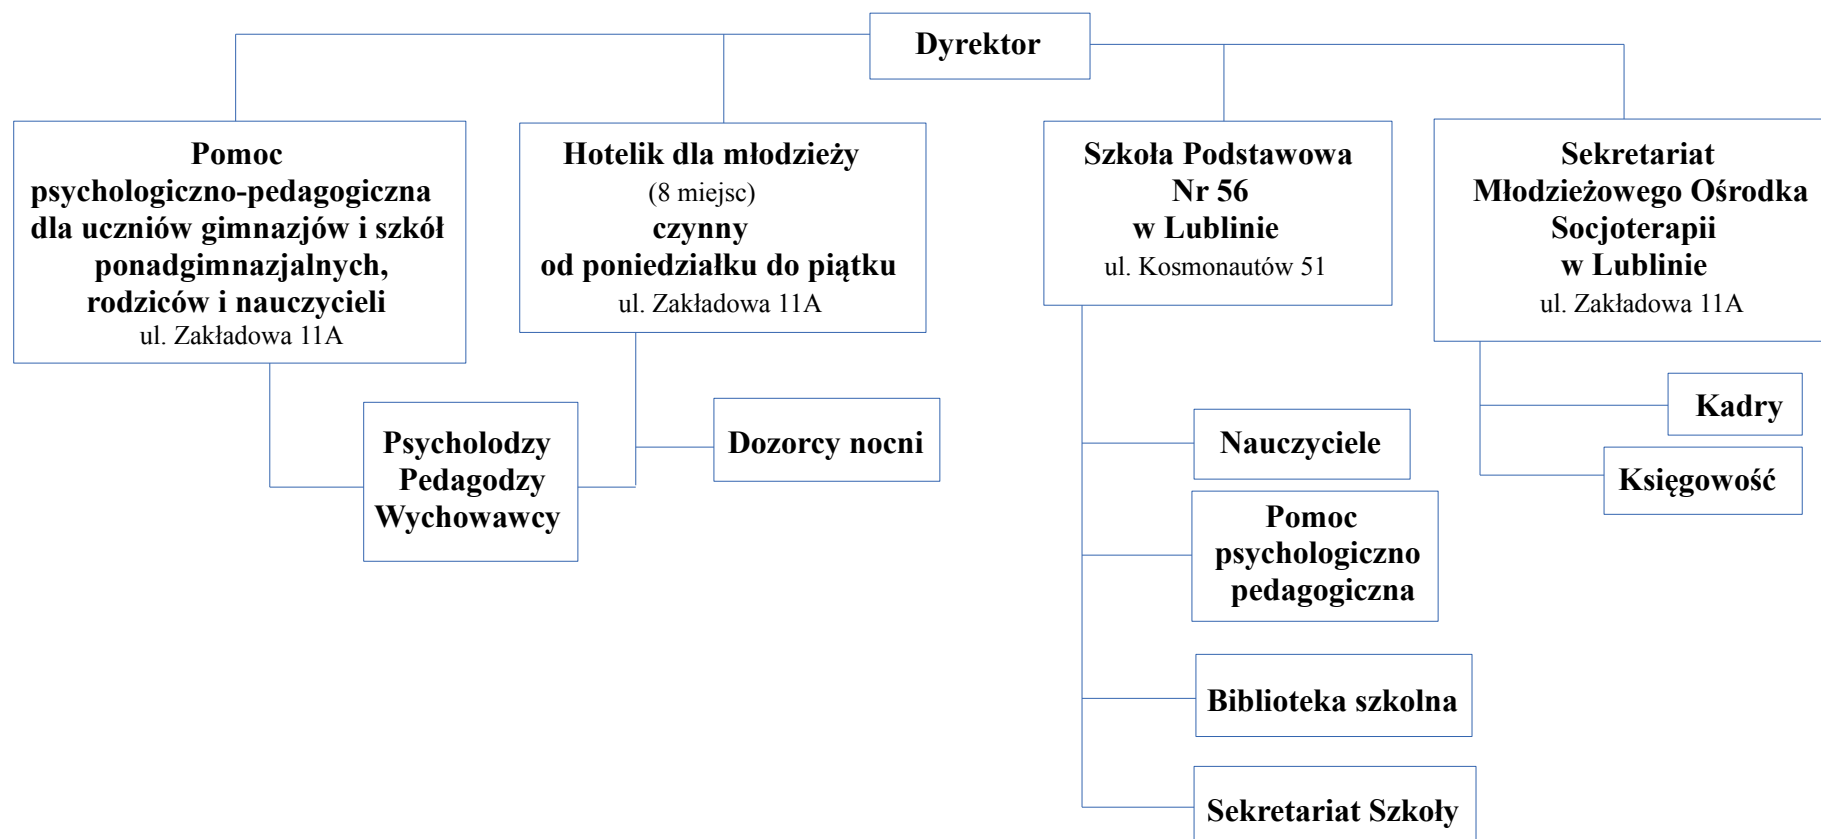 Dyrektor
Pomoc
psychologiczno-pedagogiczna
dla uczniów gimnazjów i szkół
ponadgimnazjalnych,
rodziców i nauczycieli
ul. Zakładowa 11A
Hotelik dla młodzieży
(8 miejsc)
czynny
od poniedziałku do piątku
ul. Zakładowa 11A
Szkoła Podstawowa
Nr 56
w Lublinie
ul. Kosmonautów 51
Sekretariat
Młodzieżowego Ośrodka
Socjoterapii
w Lublinie
ul. Zakładowa 11A
Psycholodzy
Pedagodzy
Wychowawcy
Dozorcy nocni
Nauczyciele
Pomoc
psychologiczno
pedagogiczna
Biblioteka szkolna
Sekretariat Szkoły
Kadry
Księgowość